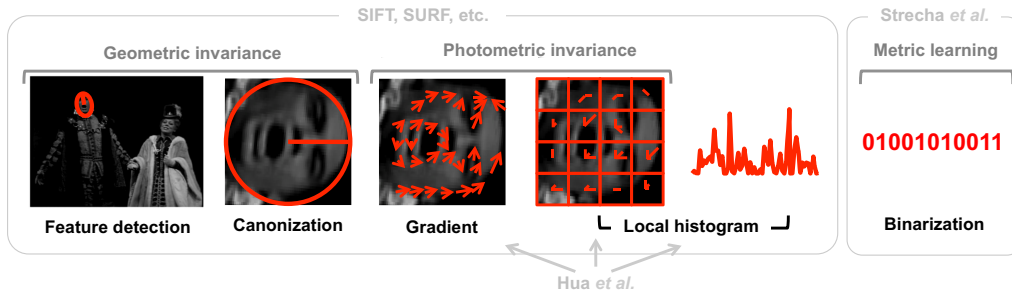 SIFT, SURF, etc.
Strecha et al.
Geometric invariance
Photometric invariance
Metric learning
01001010011
Feature detection
Canonization
Gradient
Local histogram
Binarization
Hua et al.